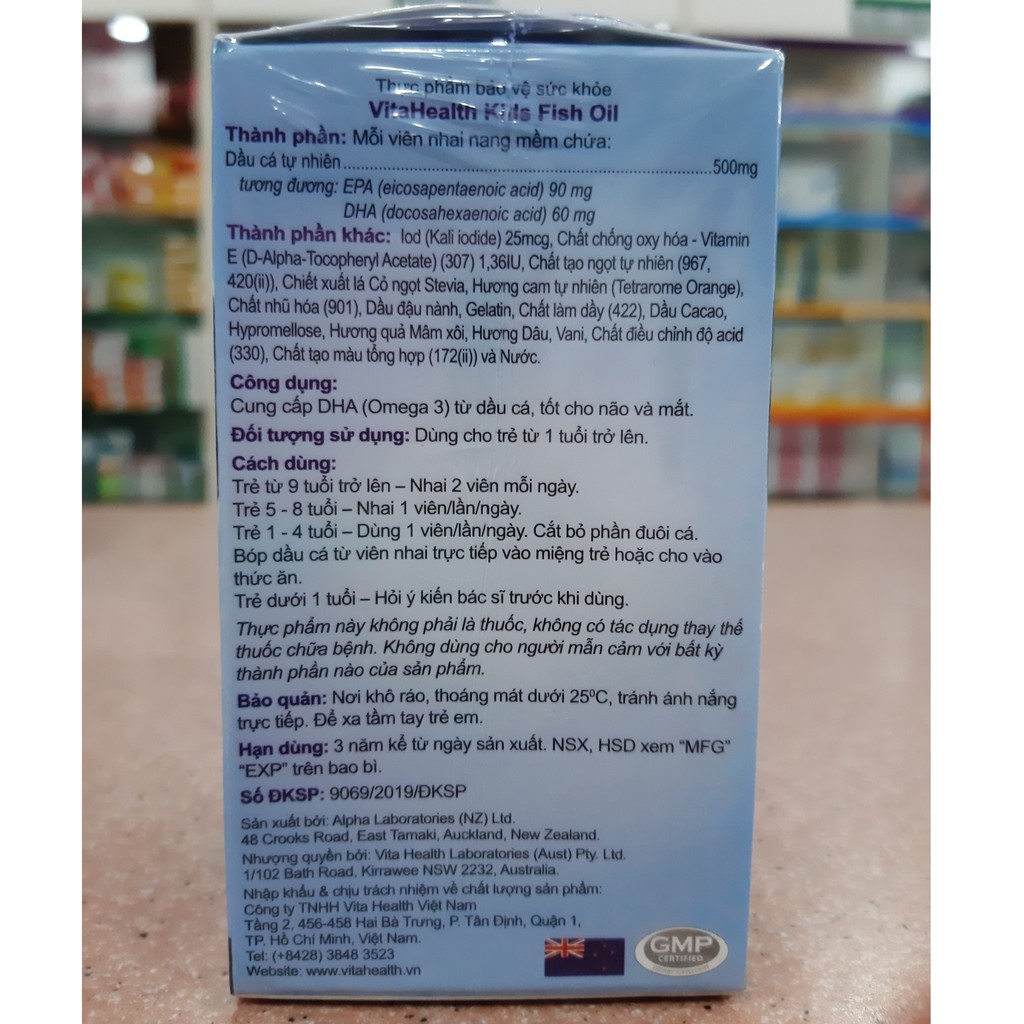 Thực phẩm bảo vệ sức khỏe
VitaHealth Kids Fish Oil
Thành phần: Mỗi viên nhai nang mềm chứa:
Dầu cá tự nhiên..........................................................................500mg
tương đương: EPA (eicosapentaenoic acid) 90 mg
DHA (docosahexaenoic acid) 60 mg
Thành phần khác: Iod (Kali iodide) 25mcg, Chất chống oxy hóa - Vitamin
E (D-Alpha-Tocopheryl Acetate) (307) 1,36IU, Chất tạo ngọt tự nhiên (967,
420(ii)), Chiết xuất lá Cỏ ngọt Stevia, Hương cam tự nhiên (Tetrarome Orange),
Chất nhũ hóa (901), Dầu đậu nành, Gelatin, Chất làm dầy (422), Dầu Cacao,
Hypromellose, Hương quả Mâm xôi, Hương Dâu, Vani, Chất điều chỉnh độ acid
(330), Chất tạo màu tổng hợp (172(ii)) và Nước.
Công dụng:
Cung cấp DHA (Omega 3) từ dầu cá, tốt cho não và mắt.
Đối tượng sử dụng: Dùng cho trẻ từ 1 tuổi trở lên.
Cách dùng:
Trẻ từ 9 tuổi trở lên – Nhai 2 viên mỗi ngày.
Trẻ 5 - 8 tuổi – Nhai 1 viên/lần/ngày.
Trẻ 1 - 4 tuổi – Dùng 1 viên/lần/ngày. Cắt bỏ phần đuôi cá.
Bóp dầu cá từ viên nhai trực tiếp vào miệng trẻ hoặc cho vào
thức ăn.
Trẻ dưới 1 tuổi – Hỏi ý kiến bác sĩ trước khi dùng.
Thực phẩm này không phải là thuốc, không có tác dụng thay thế
thuốc chữa bệnh. Không dùng cho người mẫn cảm với bất kỳ
thành phần nào của sản phẩm.
Bảo quản: Nơi khô ráo, thoáng mát dưới 25⁰C, tránh ánh nắng
trực tiếp. Để xa tầm tay trẻ em.
Hạn dùng: 3 năm kể từ ngày sản xuất. NSX, HSD xem “MFG”
“EXP” trên bao bì.
Số ĐKSP: 9069/2019/ĐKSP
Sản xuất bởi: Alpha Laboratories (NZ) Ltd.
48 Crooks Road, East Tamaki, Auckland, New Zealand.
Nhượng quyền bởi: Vita Health Laboratories (Aust) Pty. Ltd.
1/102 Bath Road, Kirrawee NSW 2232, Australia.
Nhập khẩu & chịu trách nhiệm về chất lượng sản phẩm:
Công ty TNHH Vita Health Việt Nam
Tầng 2, 456-458 Hai Bà Trưng, P. Tân Định, Quận 1,
TP. Hồ Chí Minh, Việt Nam.
Tel: (+8428) 3848 3523
Website: www.vitahealth.vn
GMP
CERTIFIED